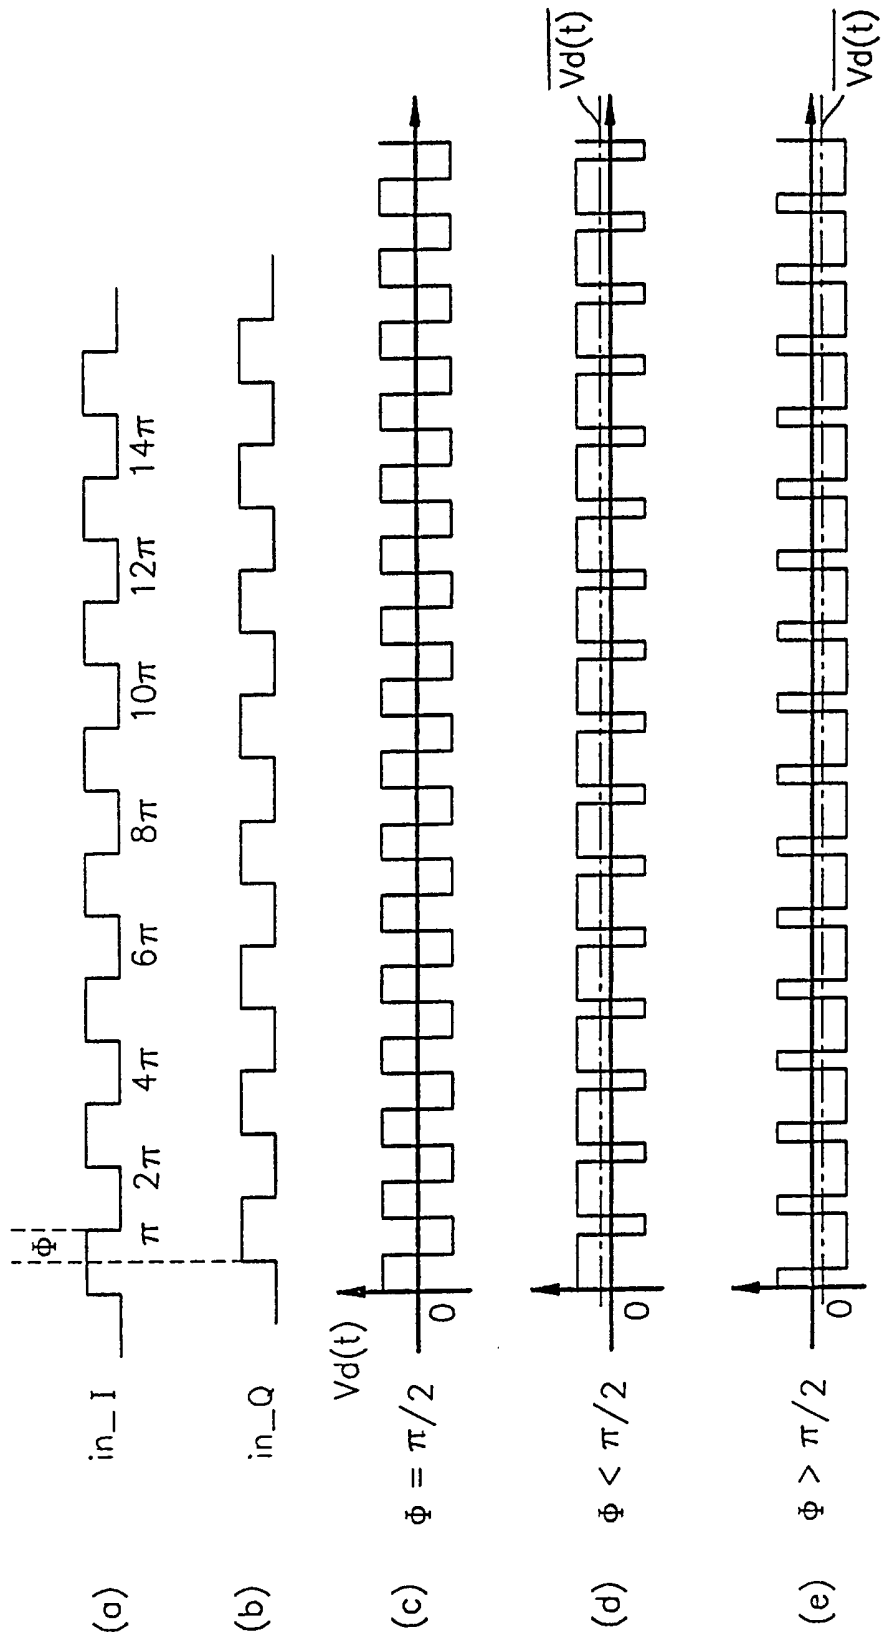 (a)
in_I
Φ
π
2π
4π
6π
8π
10π
12π
14π
(b)
in_Q
(c)
Φ = π/2
Vd(t)
0
(d)
Φ < π/2
0
Vd(t)
(e)
Φ > π/2
0
Vd(t)